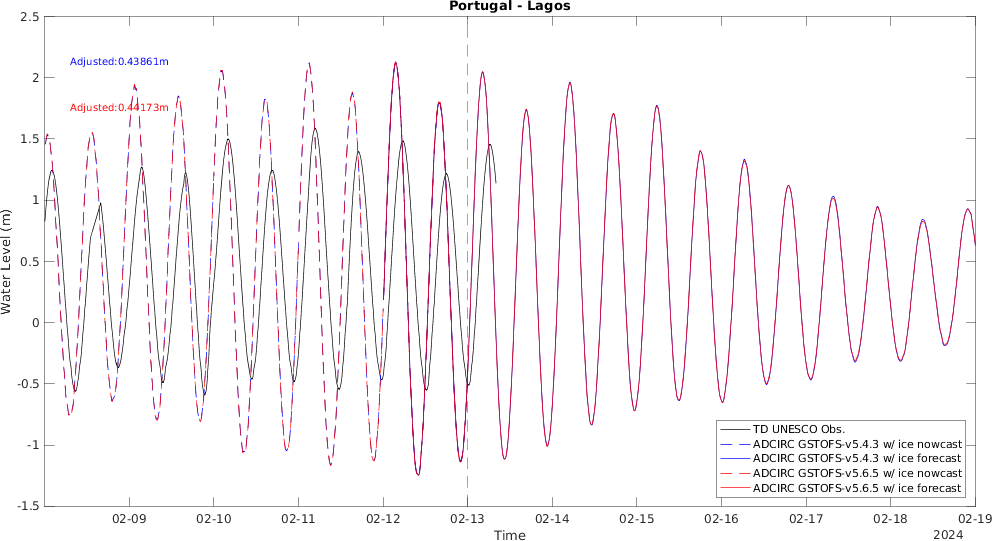 Portugal - Lagos
2.5
2
1.5
1
0.5
0
-0.5
-1
-1.5
Water Level (m)
Adjusted:0.43861m
Adjusted:0.44173m
TD UNESCO Obs.
ADCIRC GSTOFS-v5.4.3 w/ ice nowcast
ADCIRC GSTOFS-v5.4.3 w/ ice forecast
ADCIRC GSTOFS-v5.6.5 w/ ice nowcast
ADCIRC GSTOFS-v5.6.5 w/ ice forecast
02-09 02-10 02-11 02-12 02-13 02-14 02-15 02-16 02-17 02-18 02-19
Time
2024